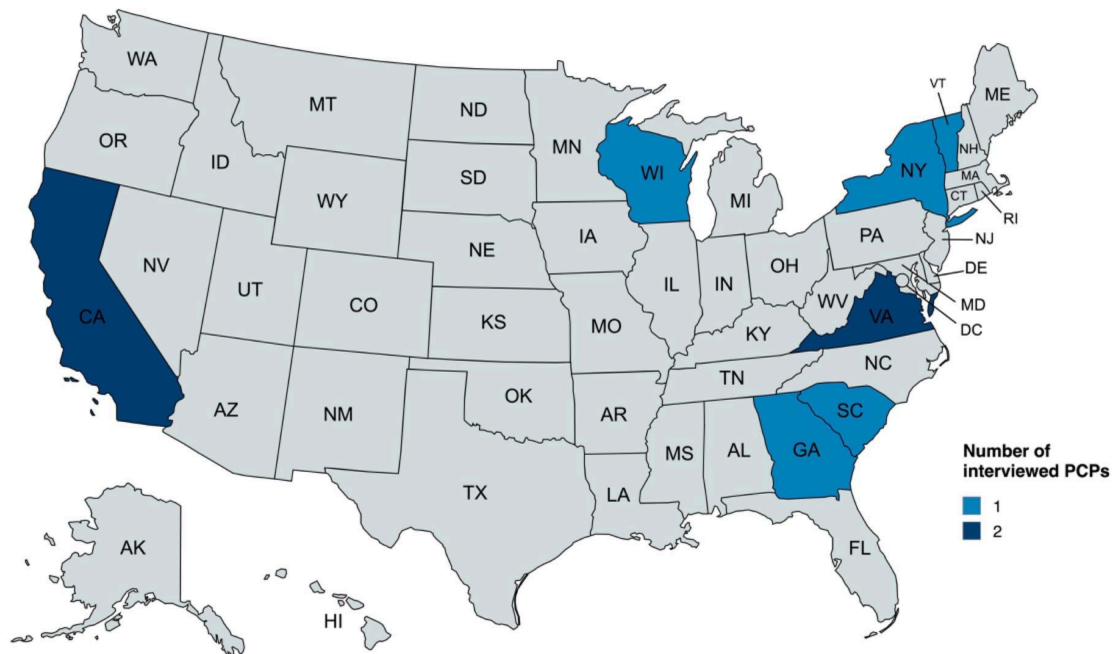 WA
MT
ND
MN
VT
ME
OR
ID
SD
WI
NY
NH
MA
WY
MI
CT
RI
NE
IA
PA
NJ
NV
UT
CO
IL
IN
OH
DE
CA
KS
MO
WV
VA
MD
DC
KY
AZ
NM
OK
AR
TN
NC
SC
MS
AL
GA
TX
LA
FL
AK
HI
Number of
interviewed PCPs
1
2